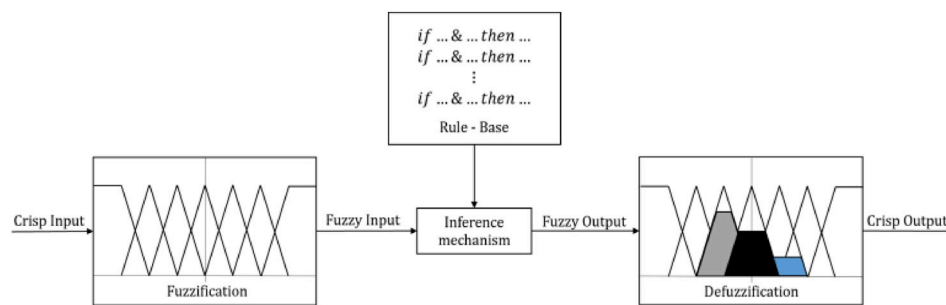 if ... & ... then ...
if ... & ... then ...
⋮
if ... & ... then ...
Rule - Base
Crisp Input
Fuzzification
Fuzzy Input
Inference
mechanism
Fuzzy Output
Defuzzification
Crisp Output